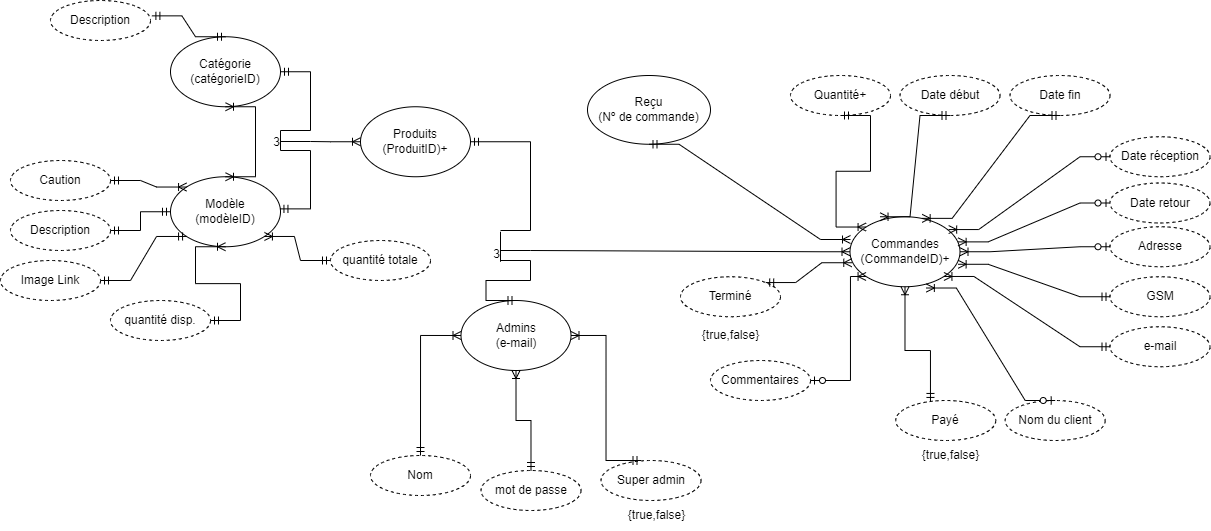 Description
Catégorie
(catégorieID)
3
Produits
(ProduitID)+
Reçu
(Nº de commande)
Quantité+
Date début
Date fin
Date réception
Date retour
Adresse
GSM
e-mail
Caution
Description
Image Link
Modèle
(modèleID)
quantité totale
quantité disp.
3
Commandes
(CommandeID)+
Terminé
{true,false}
Commentaires
Payé
{true,false}
Nom du client
Admins
(e-mail)
Nom
mot de passe
Super admin
{true,false}